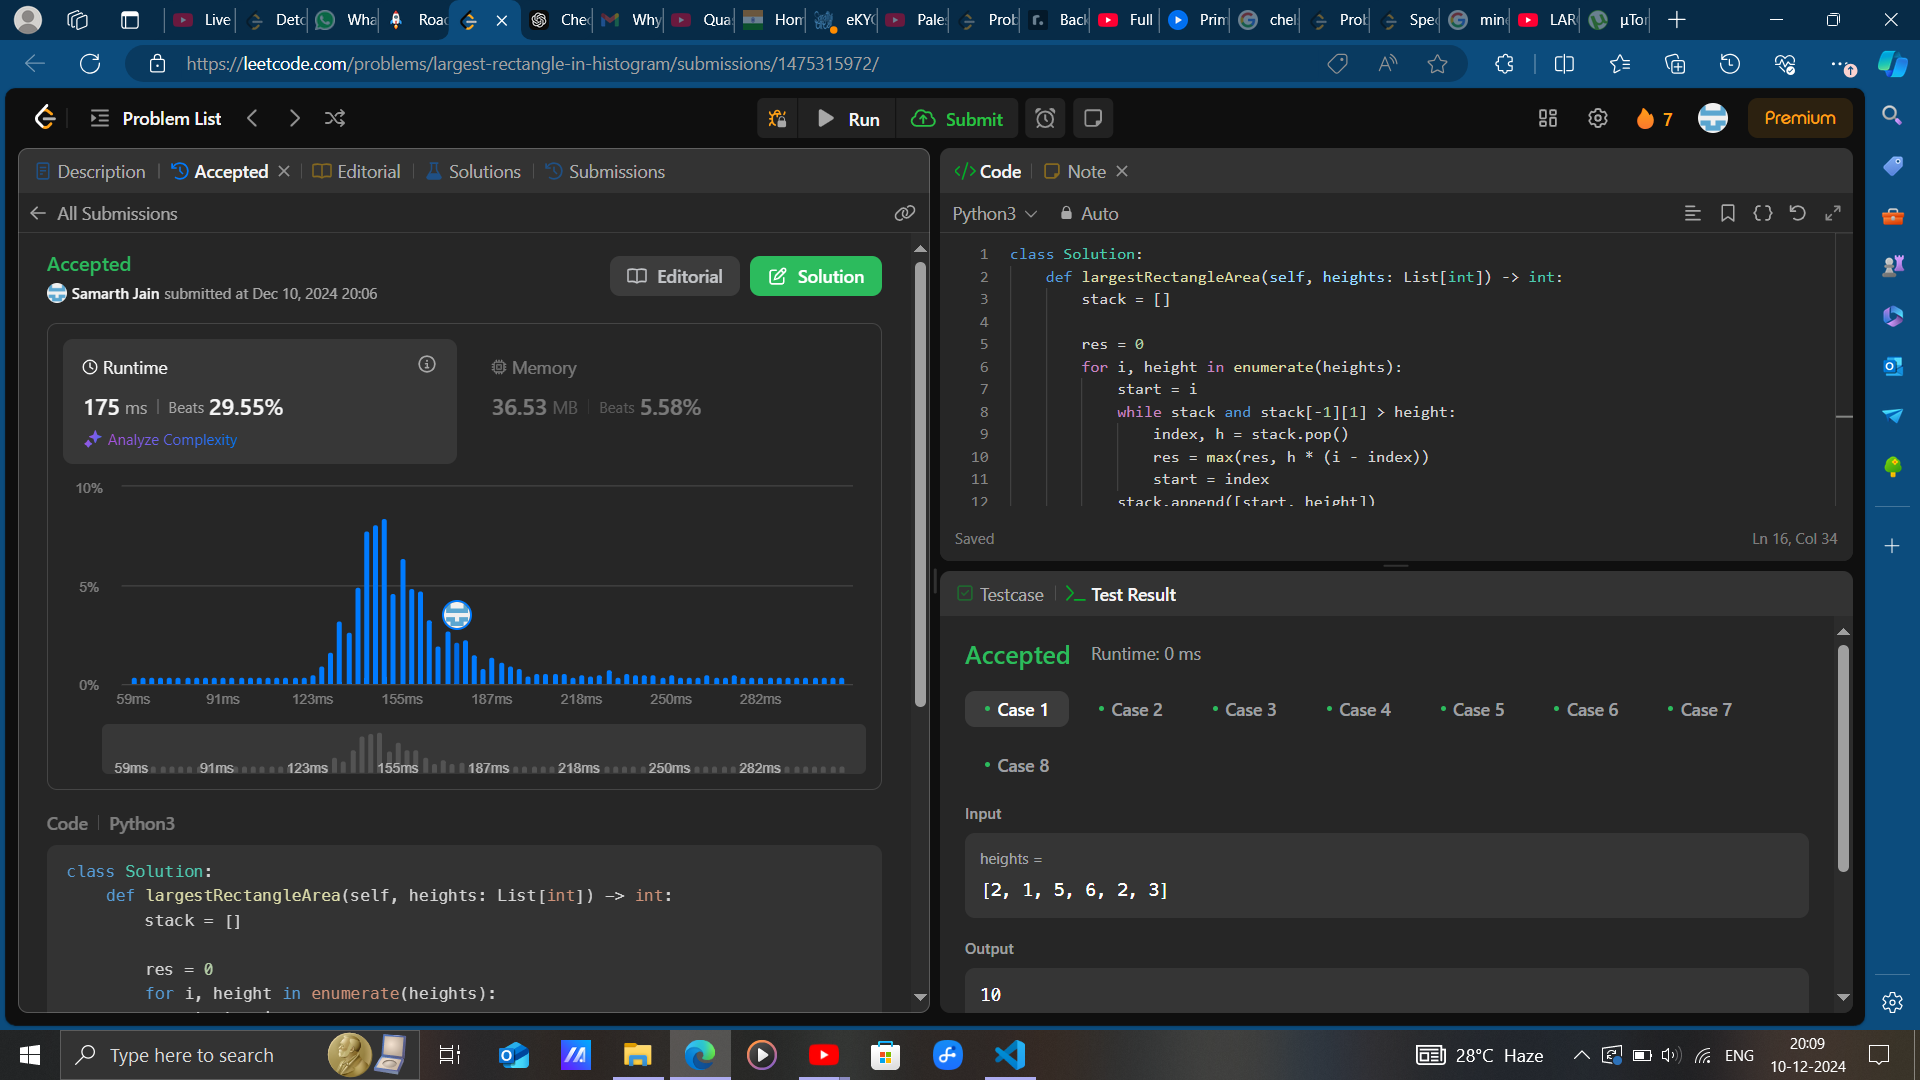 Live
Detc
Wha
Roac
Chec
Why
Qua
Hom
eKYC
Pales
Prob
Back
Full
Prim
chels
Prob
Spec
mine
LAR
µTor
https://leetcode.com/problems/largest-rectangle-in-histogram/submissions/1475315972/
Problem List
Run
Submit
7
Premium
Description
Accepted
Editorial
Solutions
Submissions
All Submissions
Accepted
Samarth Jain submitted at Dec 10, 2024 20:06
Editorial
Solution
Runtime
175 ms | Beats 29.55%
Analyze Complexity
Memory
36.53 MB | Beats 5.58%
10%
5%
0%
59ms 91ms 123ms 155ms 187ms 218ms 250ms 282ms
59ms 91ms 123ms 155ms 187ms 218ms 250ms 282ms
Code | Python3
class Solution:
def largestRectangleArea(self, heights: List[int]) -> int:
stack = []
res = 0
for i, height in enumerate(heights):
</> Code
Note
Python3
Auto
1 class Solution:
2 def largestRectangleArea(self, heights: List[int]) -> int:
3 stack = []
4
5 res = 0
6 for i, height in enumerate(heights):
7 start = i
8 while stack and stack[-1][1] > height:
9 index, h = stack.pop()
10 res = max(res, h * (i - index))
11 start = index
12 stack.append([start, height])
Saved
Ln 16, Col 34
Testcase
Test Result
Accepted Runtime: 0 ms
Case 1 Case 2 Case 3 Case 4 Case 5 Case 6 Case 7
Case 8
Input
heights =
[2, 1, 5, 6, 2, 3]
Output
10
Type here to search
28°C Haze
ENG
20:09
10-12-2024